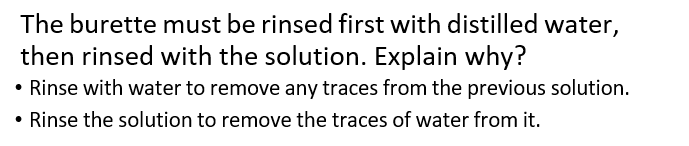 The burette must be rinsed first with distilled water,
then rinsed with the solution. Explain why?
• Rinse with water to remove any traces from the previous solution.
• Rinse the solution to remove the traces of water from it.